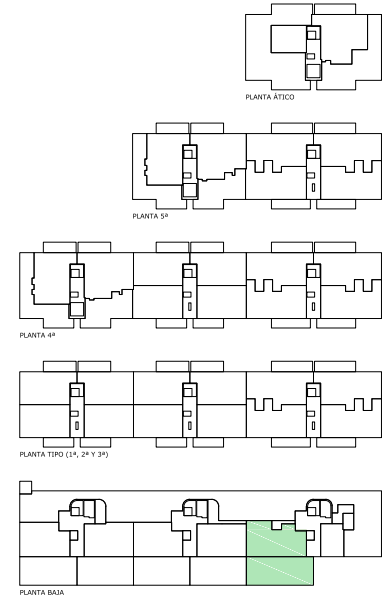 PLANTA ÁTICO
PLANTA 5ª
PLANTA 4ª
PLANTA TIPO (1ª, 2ª Y 3ª)
PLANTA BAJA